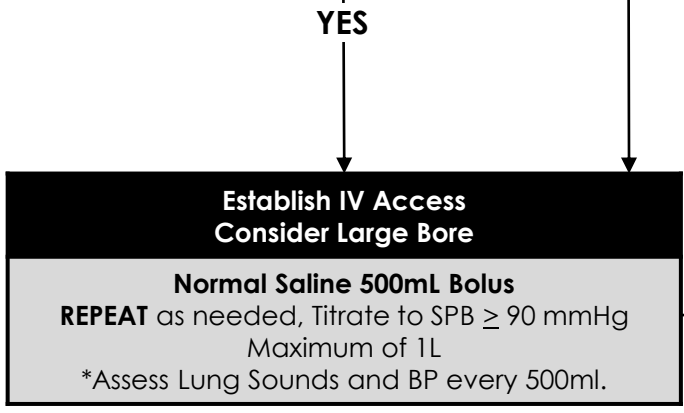 YES
Establish IV Access
Consider Large Bore
Normal Saline 500mL Bolus
REPEAT as needed, Titrate to SPB ≥ 90 mmHg
Maximum of 1L
*Assess Lung Sounds and BP every 500ml.